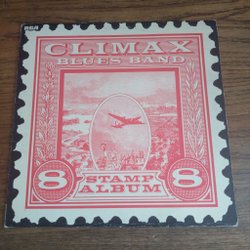 RCA
CLIMAX
BLUES BAND
8 STAMP 8
ALBUM